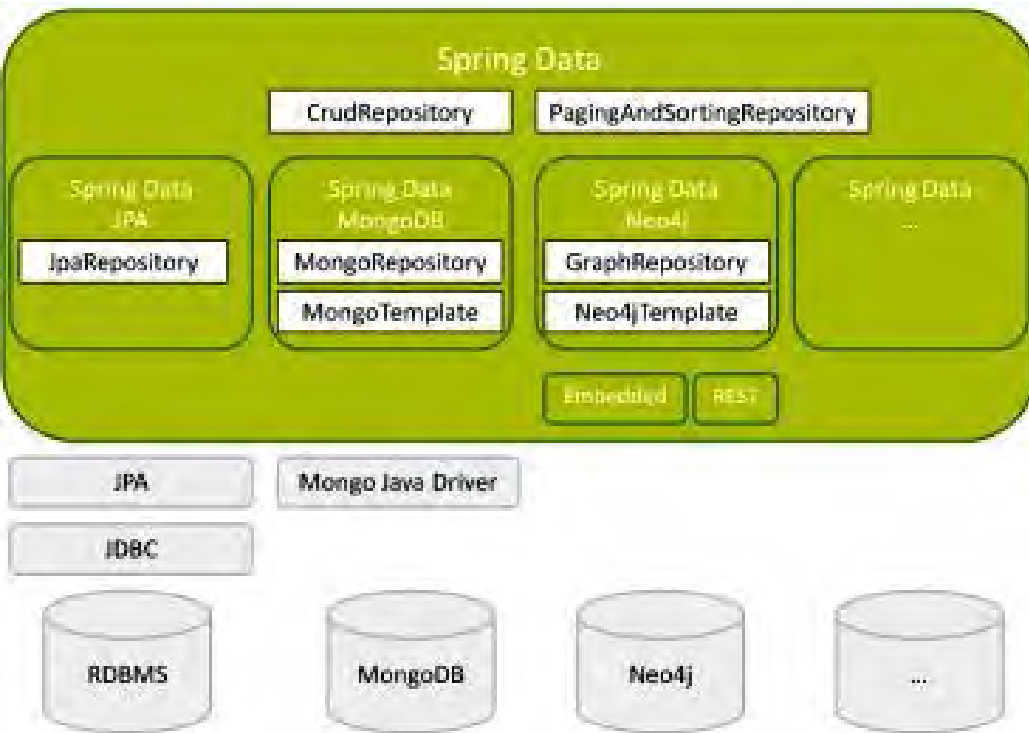 Spring Data
CrudRepository
PagingAndSortingRepository
Spring Data
JPA
JpaRepository
Spring Data
MongoDB
MongoRepository
MongoTemplate
Spring Data
Neo4j
GraphRepository
Neo4jTemplate
Spring Data
...
Embedded
REST
JPA
Mongo Java Driver
JDBC
RDBMS
MongoDB
Neo4j
...